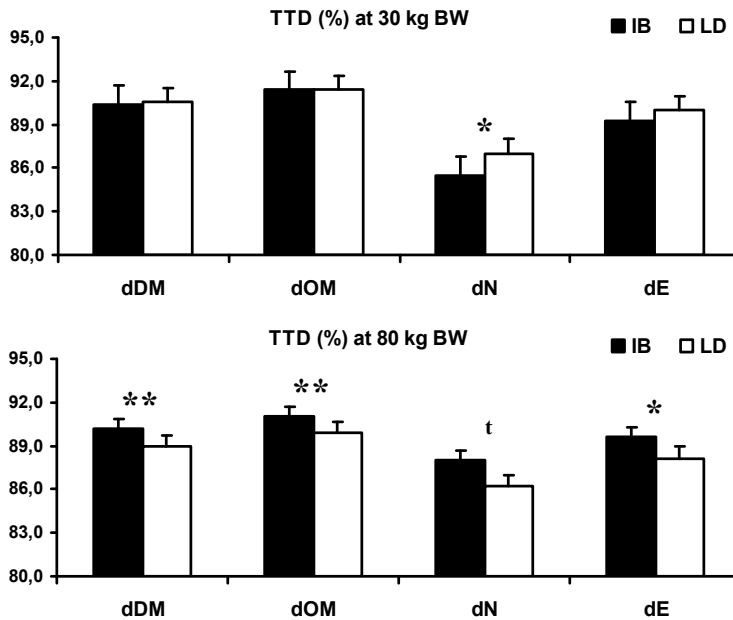 TTD (%) at 30 kg BW
IB LD
95,0
92,0
89,0
86,0
83,0
80,0
*
dDM dOM dN dE
TTD (%) at 80 kg BW
IB LD
95,0
92,0
89,0
86,0
83,0
80,0
** ** t *
dDM dOM dN dE